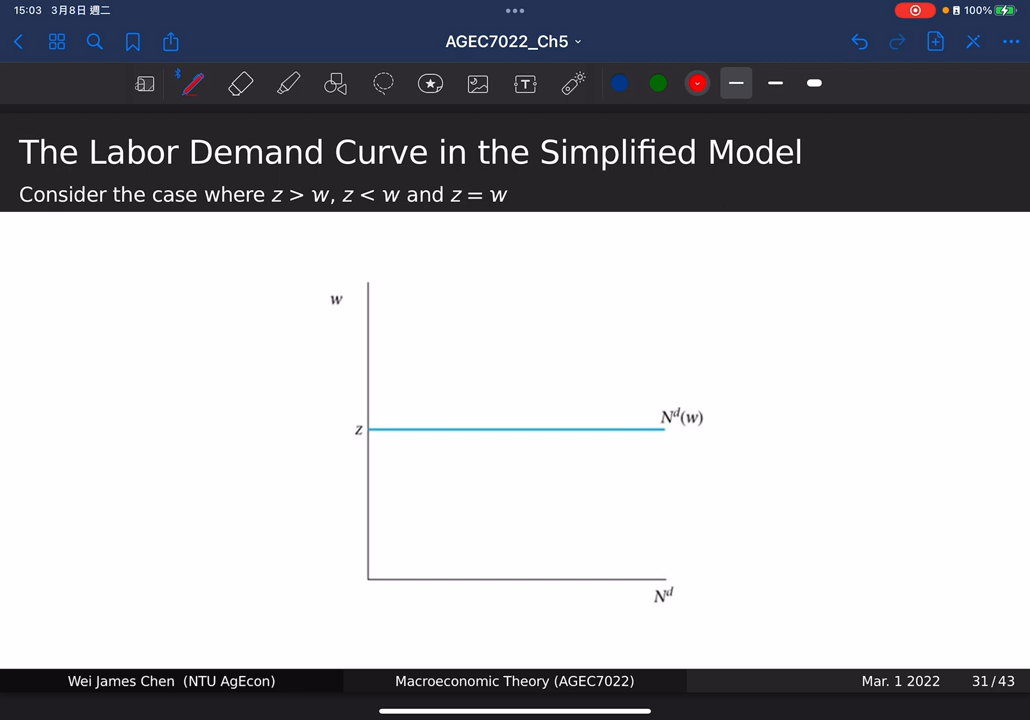 15:03 3月8日 週二
100%
AGEC7022_Ch5
The Labor Demand Curve in the Simplified Model
Consider the case where z > w, z < w and z = w
w
N^d(w)
z
N^d
Wei James Chen (NTU AgEcon) Macroeconomic Theory (AGEC7022) Mar. 1 2022 31/43